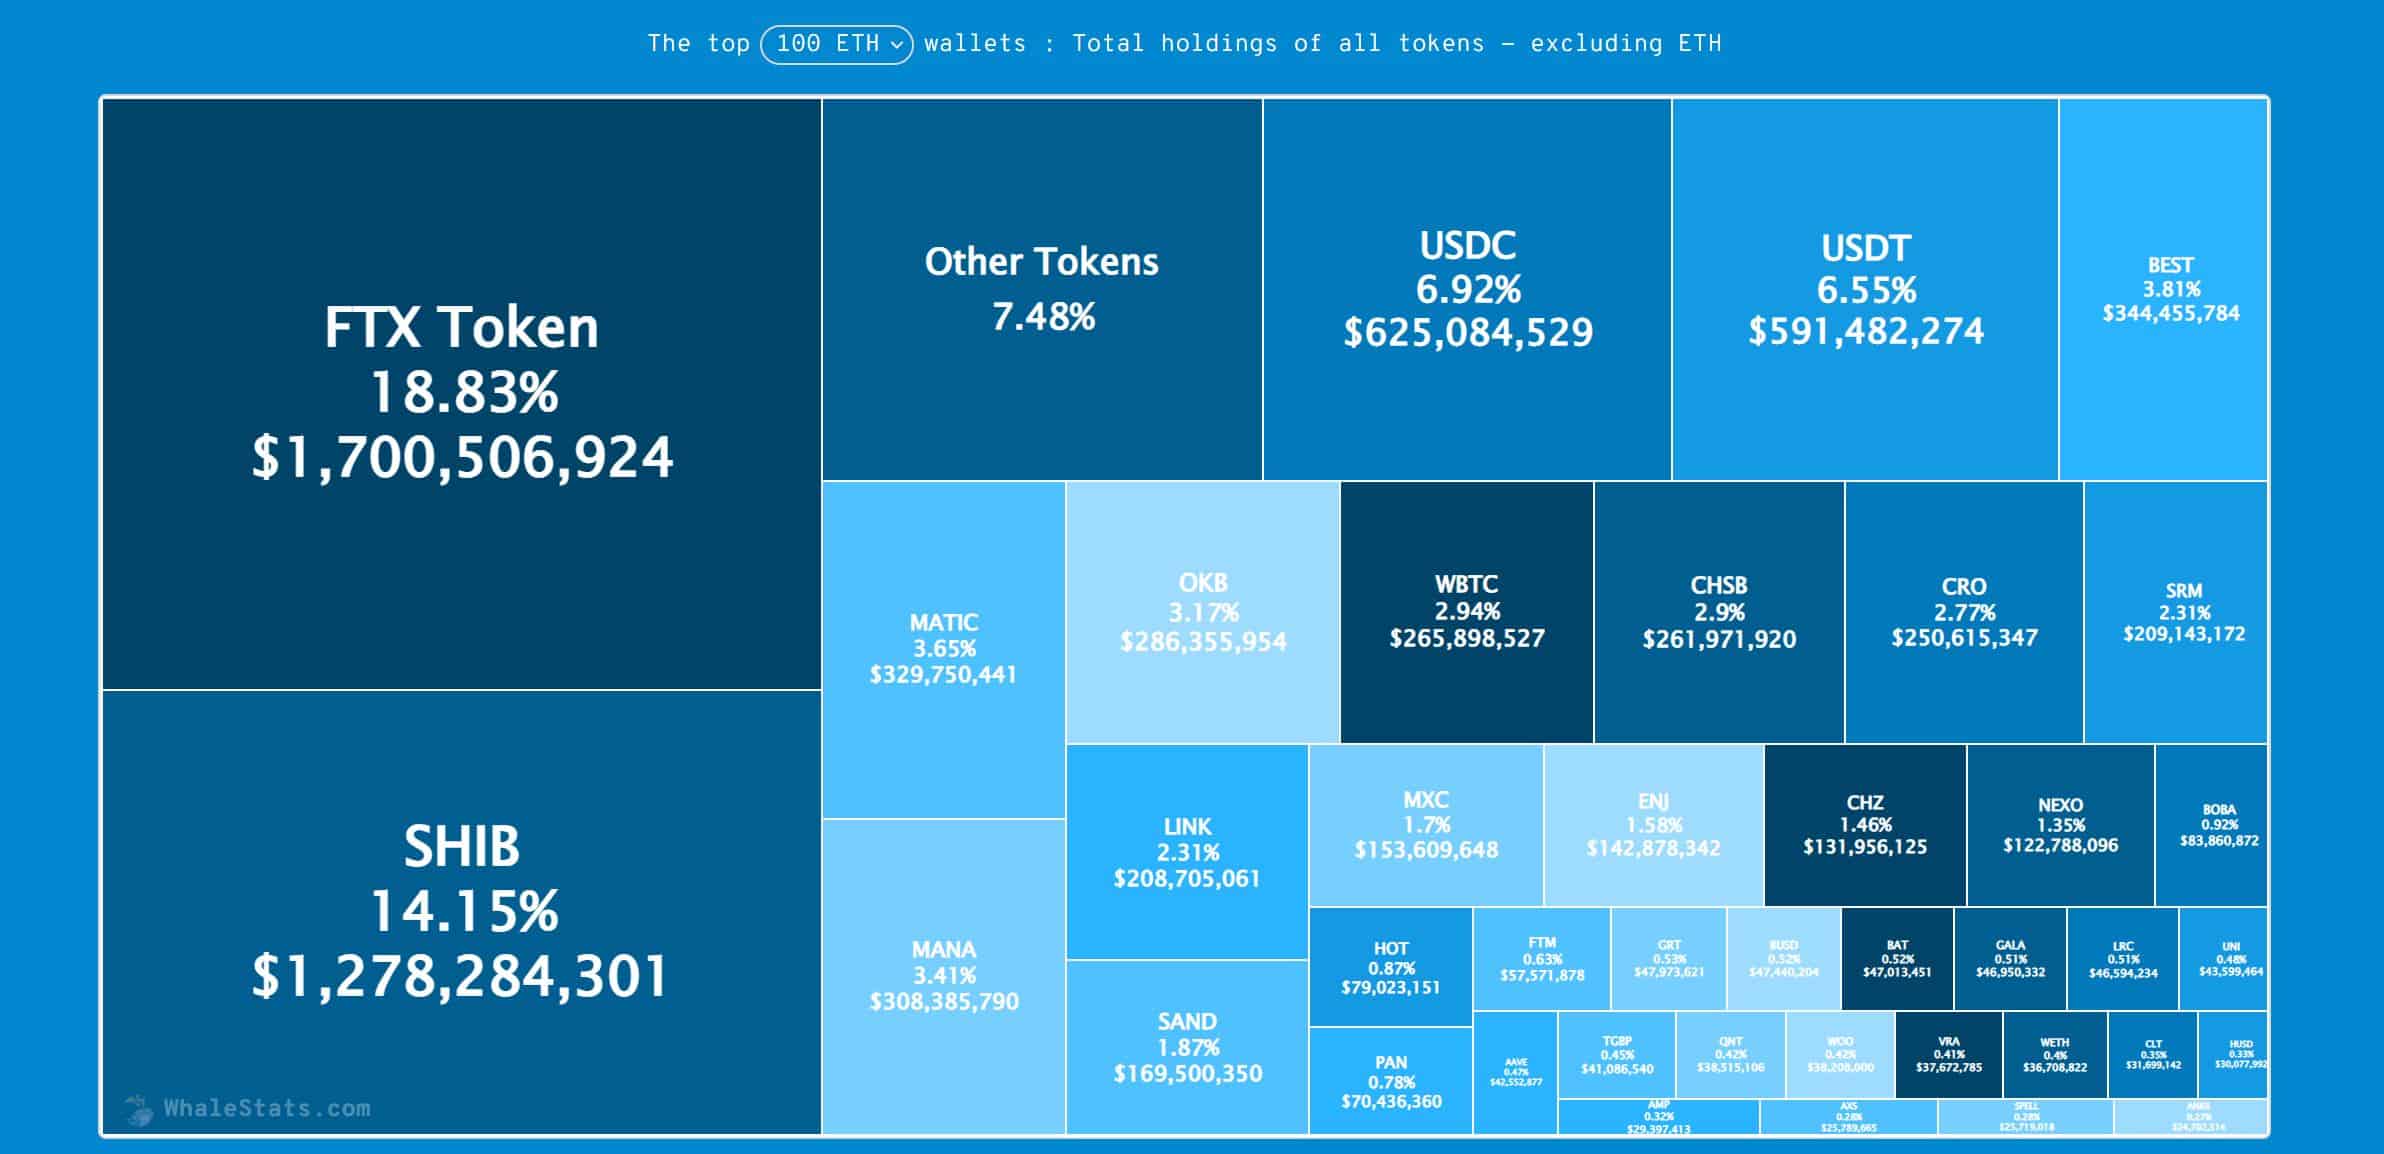 The top 100 ETH wallets : Total holdings of all tokens – excluding ETH
FTX Token
18.83%
$1,700,506,924
SHIB
14.15%
$1,278,284,301
WhaleStats.com
Other Tokens
7.48%
USDC
6.92%
$625,084,529
USDT
6.55%
$591,482,274
BEST
3.81%
$344,455,784
MATIC
3.65%
$329,750,441
MANA
3.41%
$308,385,790
OKB
3.17%
$286,355,954
WBTC
2.94%
$265,898,527
CHSB
2.9%
$261,971,920
CRO
2.77%
$250,615,347
SRM
2.31%
$209,143,172
LINK
2.31%
$208,705,061
SAND
1.87%
$169,500,350
MXC
1.7%
$153,609,648
ENJ
1.58%
$142,878,342
CHZ
1.46%
$131,956,125
NEXO
1.35%
$122,788,096
BOBA
0.92%
$83,860,872
HOT
0.87%
$79,023,151
PAN
0.78%
$70,436,360
FTM
0.63%
$57,571,878
GRT
0.53%
$47,973,621
BUSD
0.52%
$47,440,204
BAT
0.52%
$47,013,451
GALA
0.51%
$46,950,332
LRC
0.51%
$46,594,234
UNI
0.48%
$43,599,464
AAVE
0.47%
$42,552,877
TGBP
0.45%
$41,086,540
QNT
0.42%
$38,515,106
WOO
0.42%
$38,208,000
VRA
0.41%
$37,672,785
WETH
0.4%
$36,708,822
CLT
0.35%
$31,699,142
HUSD
0.33%
$30,077,992
AMP
0.32%
$29,397,413
AXS
0.28%
$25,789,665
SPELL
0.28%
$25,719,018
0.27%